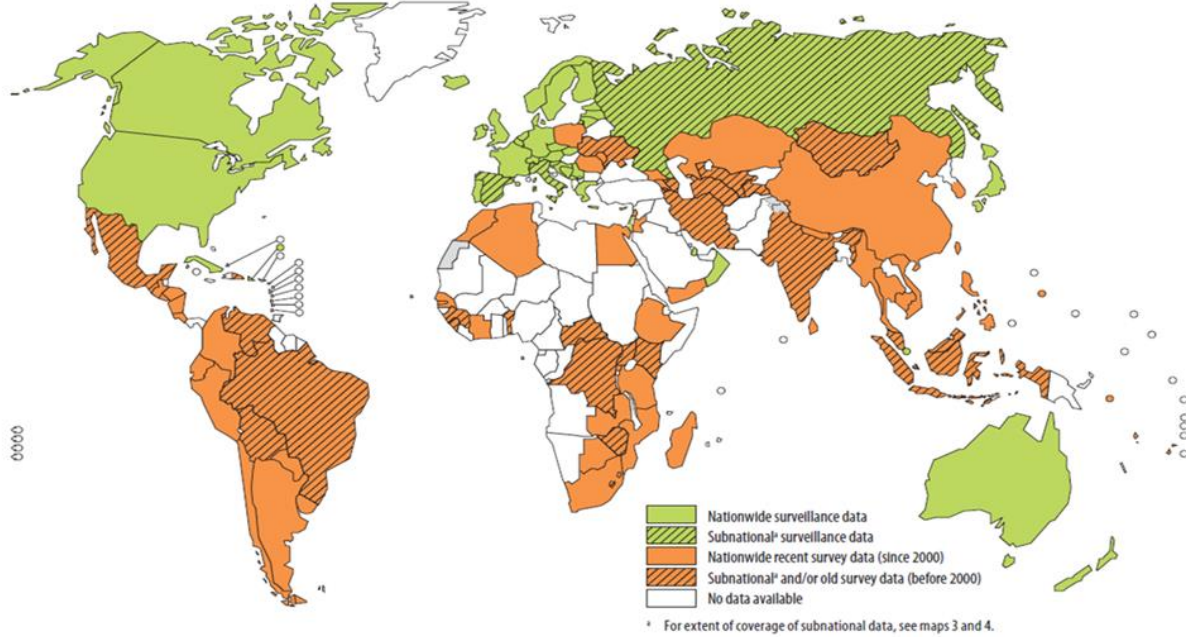 Nationwide surveillance data
Subnationalᵃ surveillance data
Nationwide recent survey data (since 2000)
Subnationalᵃ and/or old survey data (before 2000)
No data available
ᵃ For extent of coverage of subnational data, see maps 3 and 4.